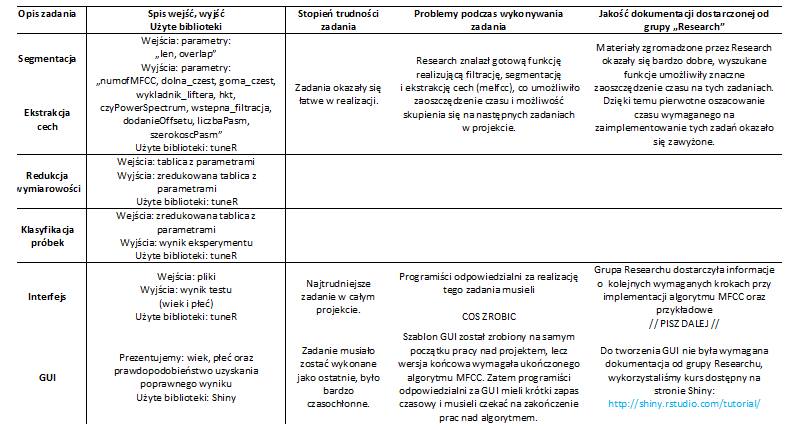 Opis zadania
Spis wejść, wyjść
Użyte biblioteki
Stopień trudności
zadania
Problemy podczas wykonywania
zadania
Jakość dokumentacji dostarczonej od
grupy „Research”
Segmentacja
Ekstrakcja
cech
Wejścia: parametry:
„len, overlap”
Wyjścia: parametry:
„numofMFCC, dolna_czest, gorna_czest,
wykladnik_liftera, hkt,
czyPowerSpectrum, wstepna_filtracja,
dodanieOffsetu, liczbaPasm,
szerokoscPasm”
Użyte biblioteki: tuneR
Zadania okazały się
łatwe w realizacji.
Research znalazł gotową funkcję
realizującą filtrację, segmentację
i ekstrakcję cech (melfcc), co umożliwiło
zaoszczędzenie czasu i możliwość
skupienia się na następnych zadaniach
w projekcie.
Materiały zgromadzone przez Research
okazały się bardzo dobre, wyszukane
funkcje umożliwiły znaczne
zaoszczędzenie czasu na tych zadaniach.
Dzięki temu pierwotne oszacowanie
czasu wymaganego na
zaimplementowanie tych zadań okazało
się zawyżone.
Redukcja
wymiarowości
Wejścia: tablica z parametrami
Wyjścia: zredukowana tablica z
parametrami
Użyte biblioteki: tuneR
Klasyfikacja
próbek
Wejścia: zredukowana tablica z
parametrami
Wyjścia: wynik eksperymentu
Użyte biblioteki: tuneR
Interfejs
Wejścia: pliki
Wyjścia: wynik testu
(wiek i płeć)
Użyte biblioteki: tuneR
Najtrudniejsze
zadanie w całym
projekcie.
Programiści odpowiedzialni za realizację
tego zadania musieli
COS ZROBIC
Grupa Researchu dostarczyła informacje
o kolejnych wymaganych krokach przy
implementacji algorytmu MFCC oraz
przykładowe
// PISZ DALEJ //
GUI
Prezentujemy: wiek, płeć oraz
prawdopodobieństwo uzyskania
poprawnego wyniku
Użyte biblioteki: Shiny
Zadanie musiało
zostać wykonane
jako ostatnie, było
bardzo
czasochłonne.
Szablon GUI został zrobiony na samym
początku pracy nad projektem, lecz
wersja końcowa wymagała ukończonego
algorytmu MFCC. Zatem programiści
odpowiedzialni za GUI mieli krótki zapas
czasowy i musieli czekać na zakończenie
prac nad algorytmem.
Do tworzenia GUI nie była wymagana
dokumentacja od grupy Researchu,
wykorzystaliśmy kurs dostępny na
stronie Shiny:
http://shiny.rstudio.com/tutorial/